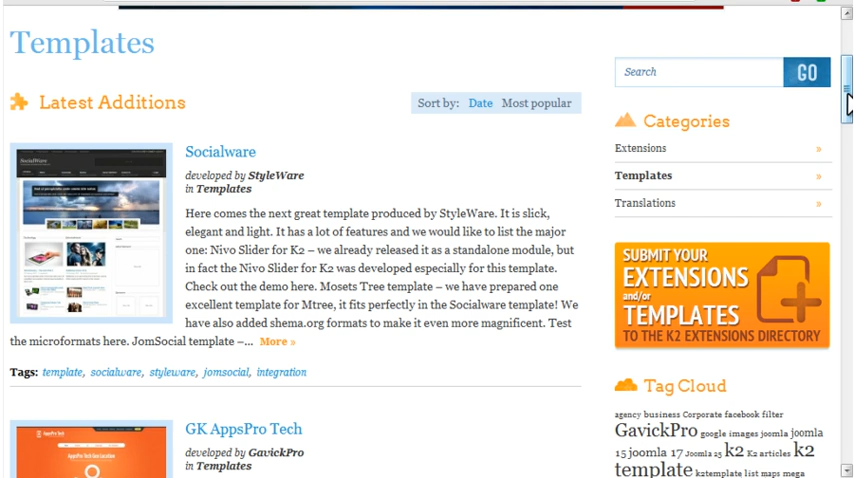 Templates
Search
GO
Latest Additions
Sort by: Date Most popular
Categories
Extensions »
Templates »
Translations »
Socialware
developed by StyleWare
in Templates
Here comes the next great template produced by StyleWare. It is slick,
elegant and light. It has a lot of features and we would like to list the major
one: Nivo Slider for K2 – we already released it as a standalone module, but
in fact the Nivo Slider for K2 was developed especially for this template.
Check out the demo here. Mosets Tree template – we have prepared one
excellent template for Mtree, it fits perfectly in the Socialware template! We
have also added shema.org formats to make it even more magnificent. Test
the microformats here. JomSocial template –... More »
Tags: template, socialware, styleware, jomsocial, integration
SUBMIT YOUR
EXTENSIONS
and/or
TEMPLATES
TO THE K2 EXTENSIONS DIRECTORY
Tag Cloud
agency business Corporate facebook filter
GavickPro google images joomla joomla
15 joomla 17 Joomla 25 k2 K2 articles k2
template k2template list maps mega
GK AppsPro Tech
developed by GavickPro
in Templates